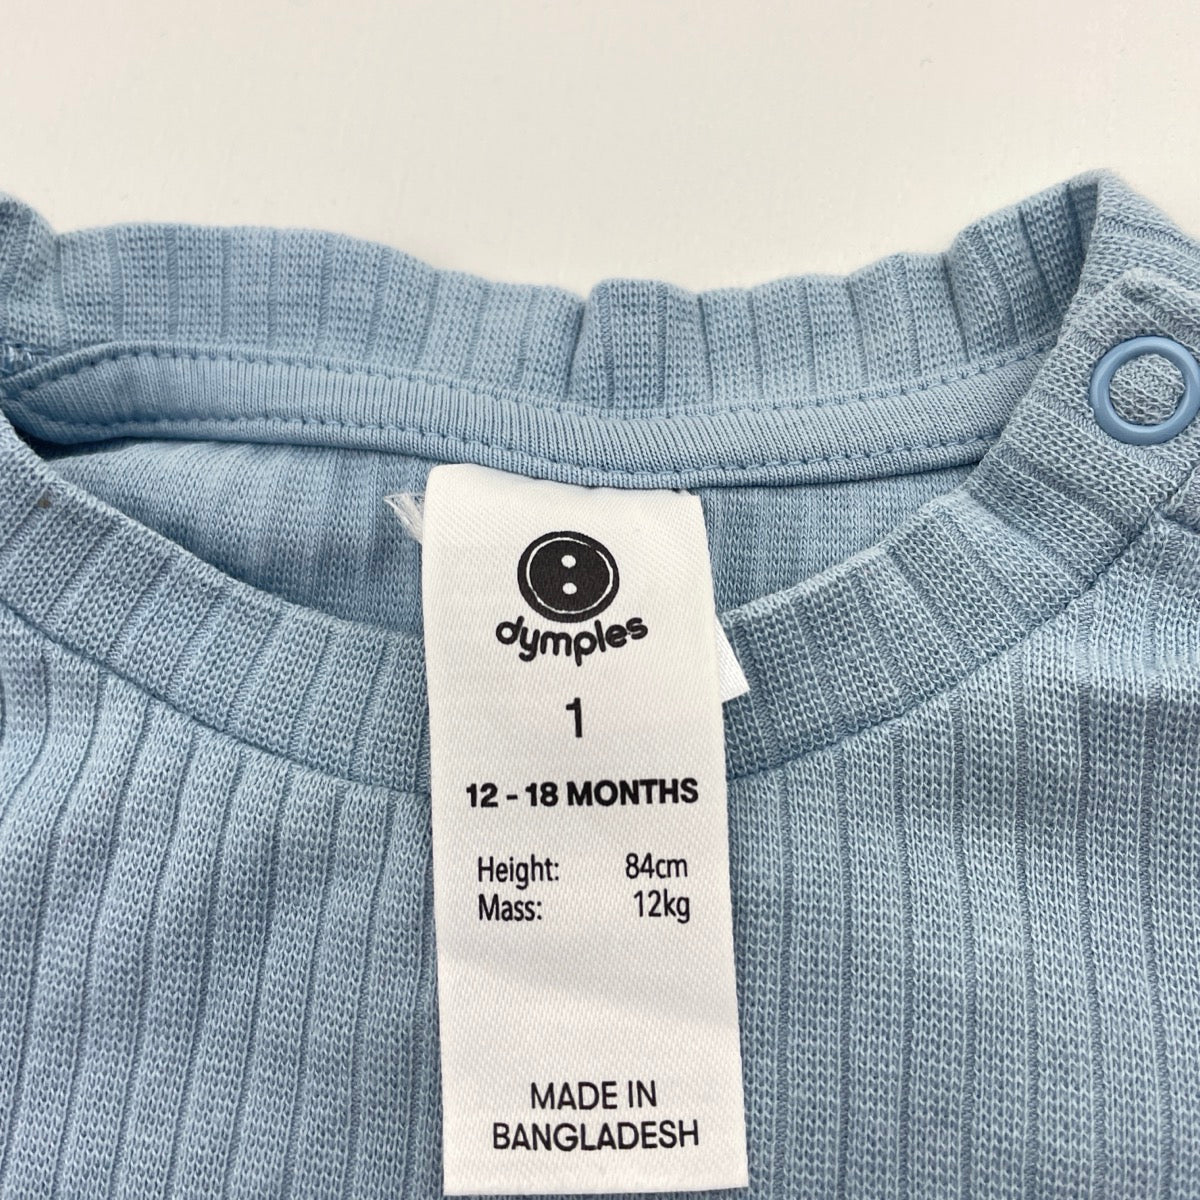 dymples
1
12 - 18 MONTHS
Height: 84cm
Mass: 12kg
MADE IN
BANGLADESH